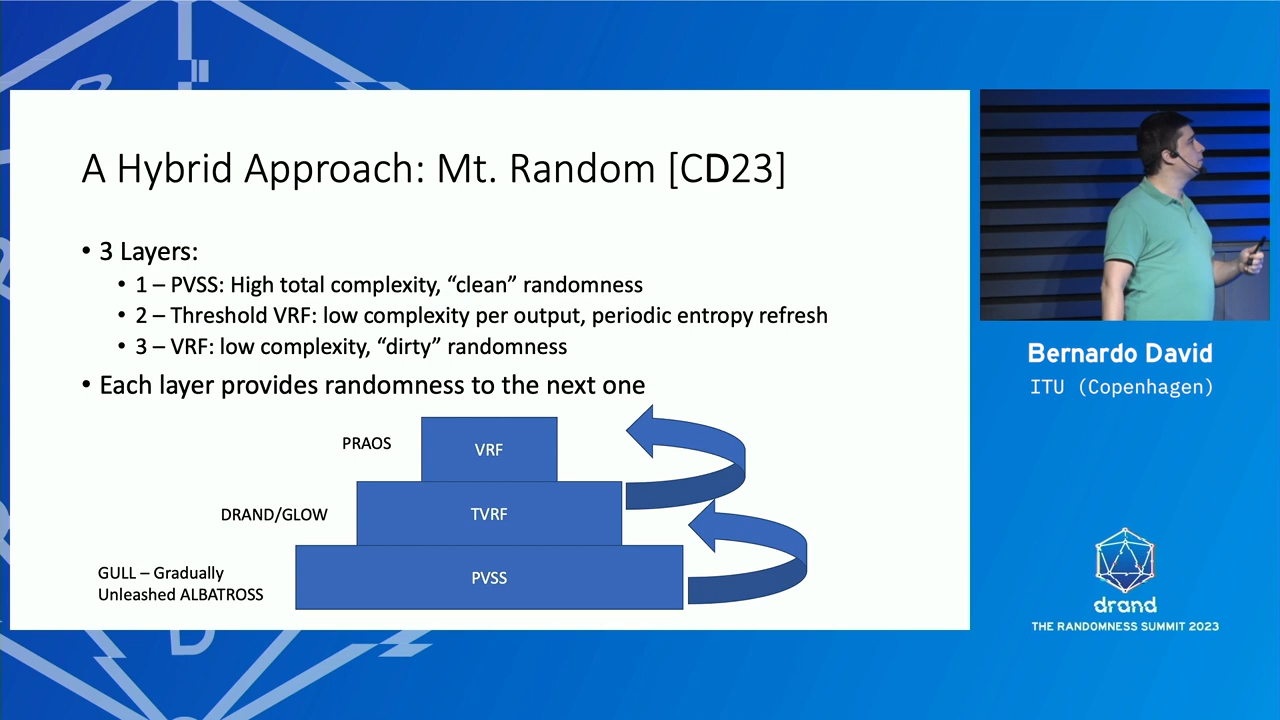 A Hybrid Approach: Mt. Random [CD23]
• 3 Layers:
• 1 – PVSS: High total complexity, “clean” randomness
• 2 – Threshold VRF: low complexity per output, periodic entropy refresh
• 3 – VRF: low complexity, “dirty” randomness
• Each layer provides randomness to the next one
PRAOS
VRF
DRAND/GLOW
TVRF
GULL – Gradually
Unleashed ALBATROSS
PVSS
Bernardo David
ITU (Copenhagen)
drand
THE RANDOMNESS SUMMIT 2023